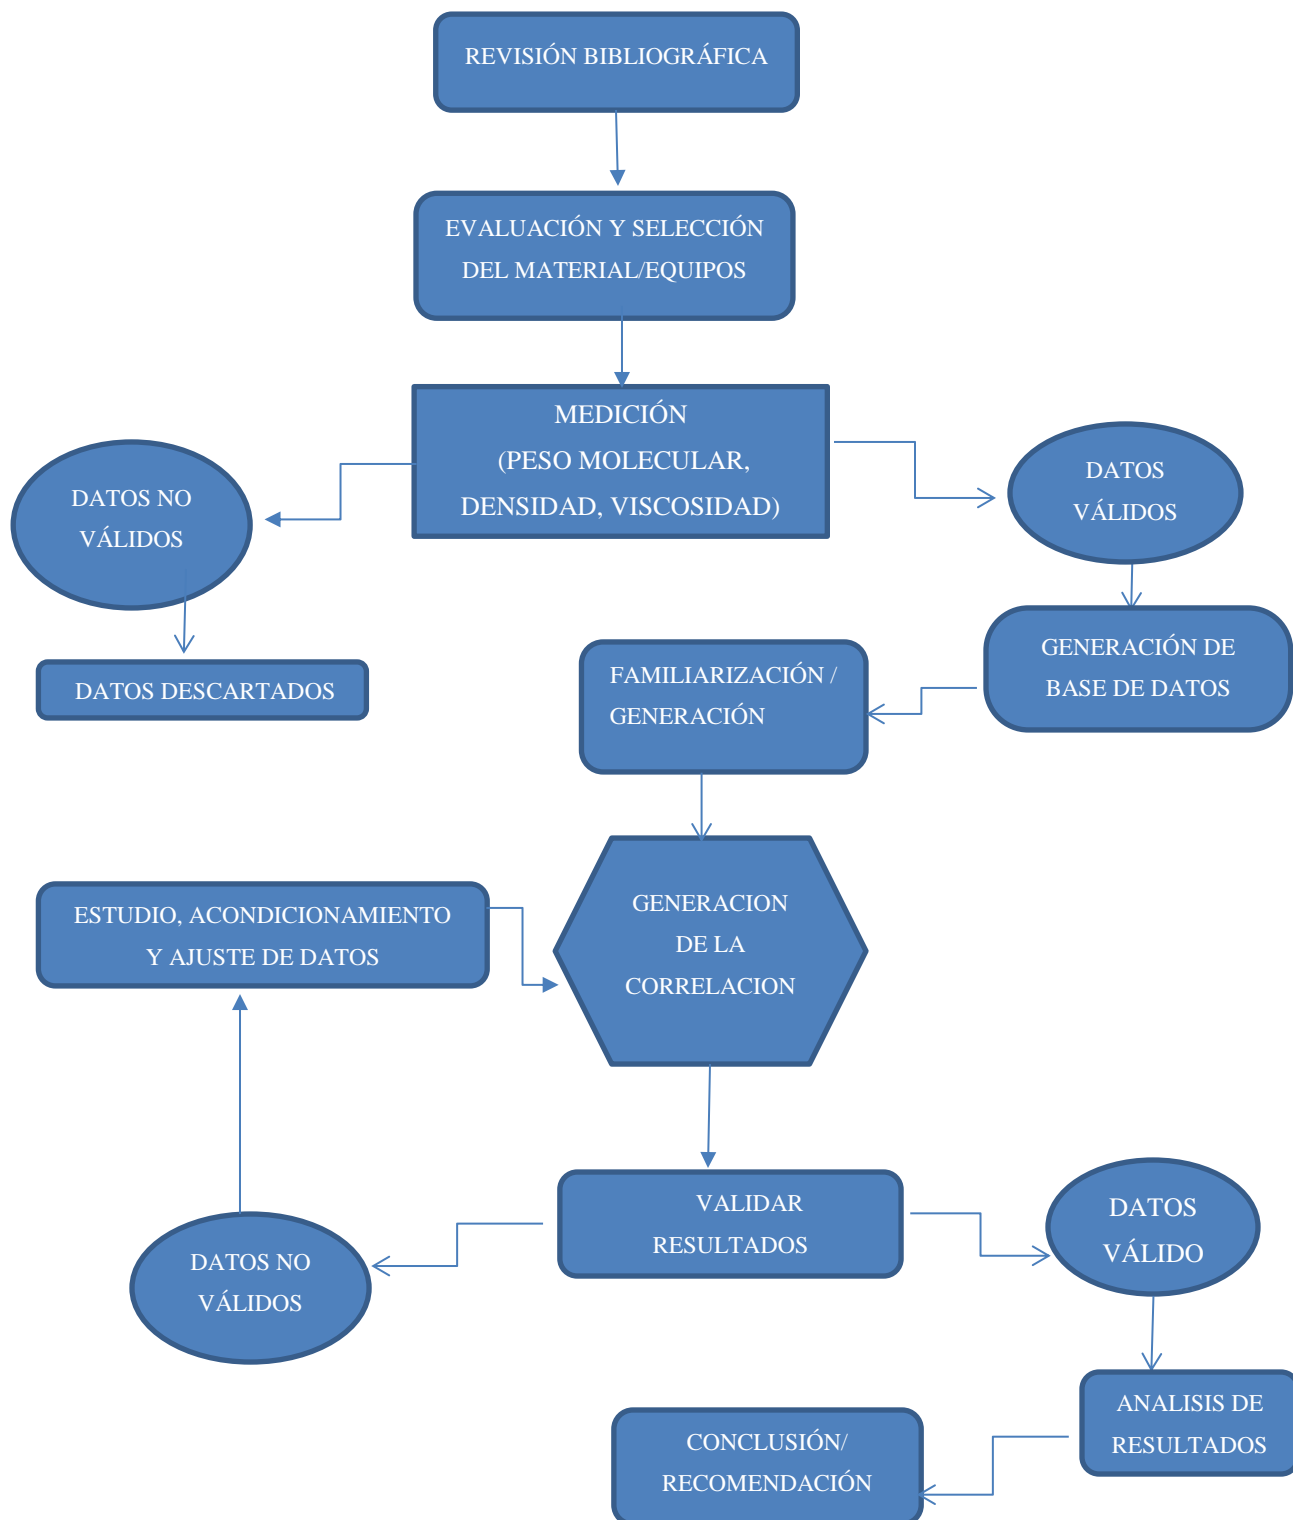 REVISIÓN BIBLIOGRÁFICA
EVALUACIÓN Y SELECCIÓN
DEL MATERIAL/EQUIPOS
MEDICIÓN
(PESO MOLECULAR,
DENSIDAD, VISCOSIDAD)
DATOS NO
VÁLIDOS
DATOS
VÁLIDOS
DATOS DESCARTADOS
GENERACIÓN DE
BASE DE DATOS
FAMILIARIZACIÓN /
GENERACIÓN
GENERACION
DE LA
CORRELACION
ESTUDIO, ACONDICIONAMIENTO
Y AJUSTE DE DATOS
VALIDAR
RESULTADOS
DATOS NO
VÁLIDOS
DATOS
VÁLIDO
ANALISIS DE
RESULTADOS
CONCLUSIÓN/
RECOMENDACIÓN